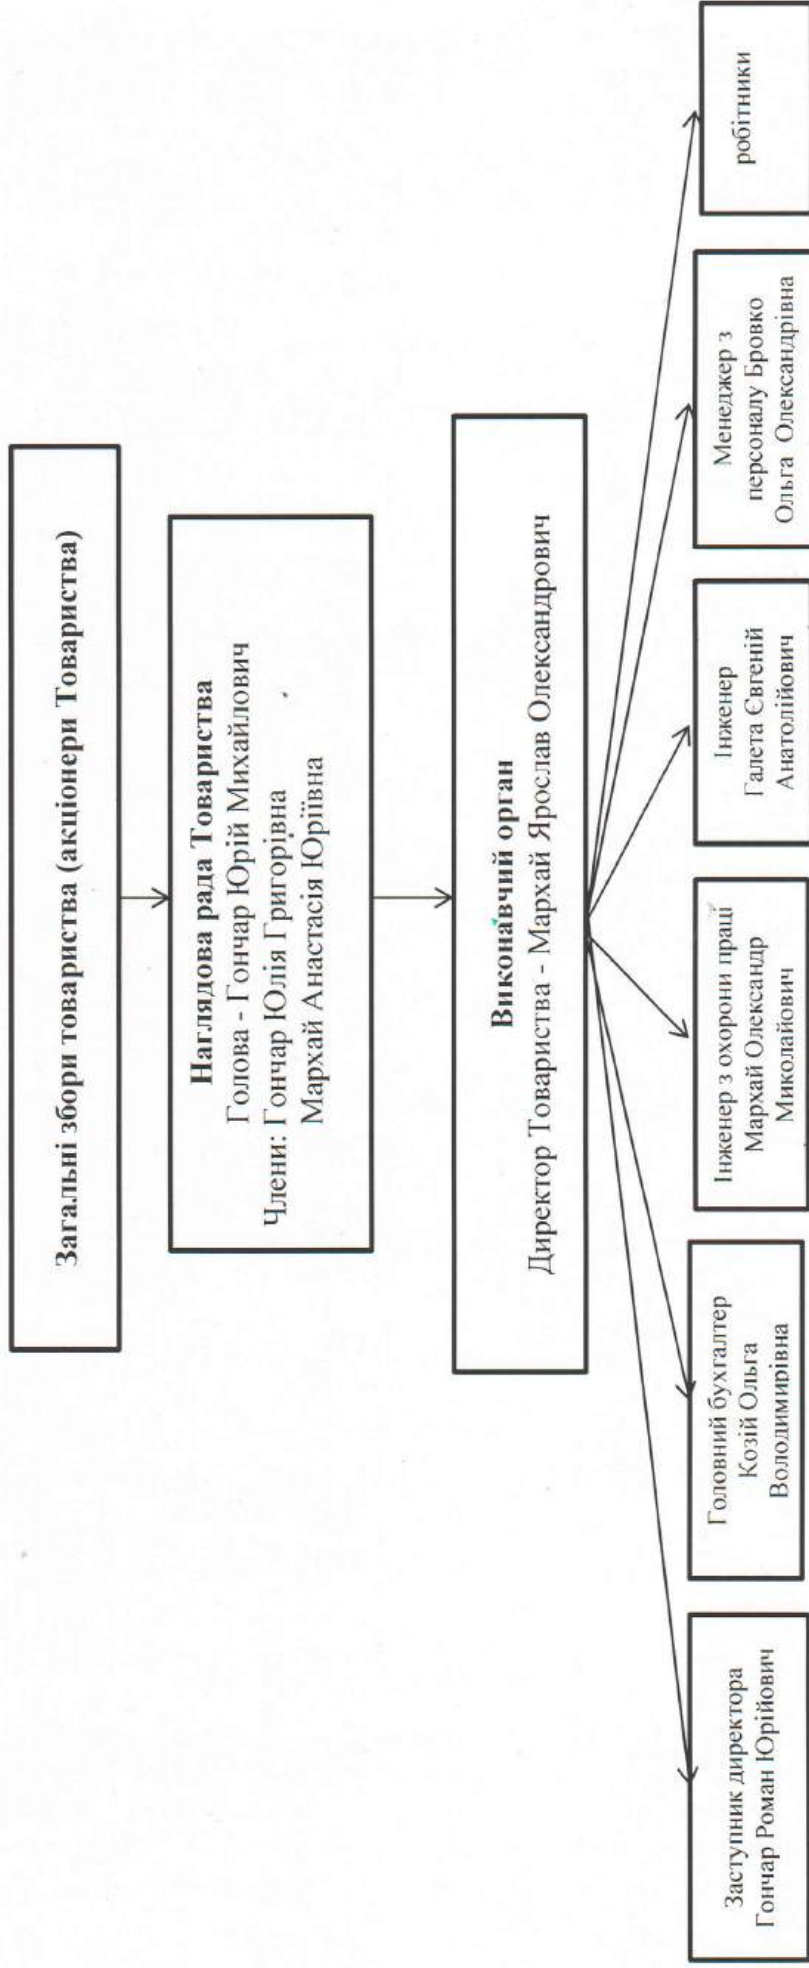 Загальні збори товариства (акціонери Товариства)
Наглядова рада Товариства
Голова - Гончар Юрій Михайлович
Члени: Гончар Юлія Григорівна
Мархай Анастасія Юріївна
Виконавчий орган
Директор Товариства - Мархай Ярослав Олександрович
Заступник директора
Гончар Роман Юрійович
Головний бухгалтер
Козій Ольга
Володимирівна
Інженер з охорони праці
Мархай Олександр
Миколайович
Інженер
Галета Євгеній
Анатолійович
Менеджер з
персоналу Бровко
Ольга Олександрівна
робітники